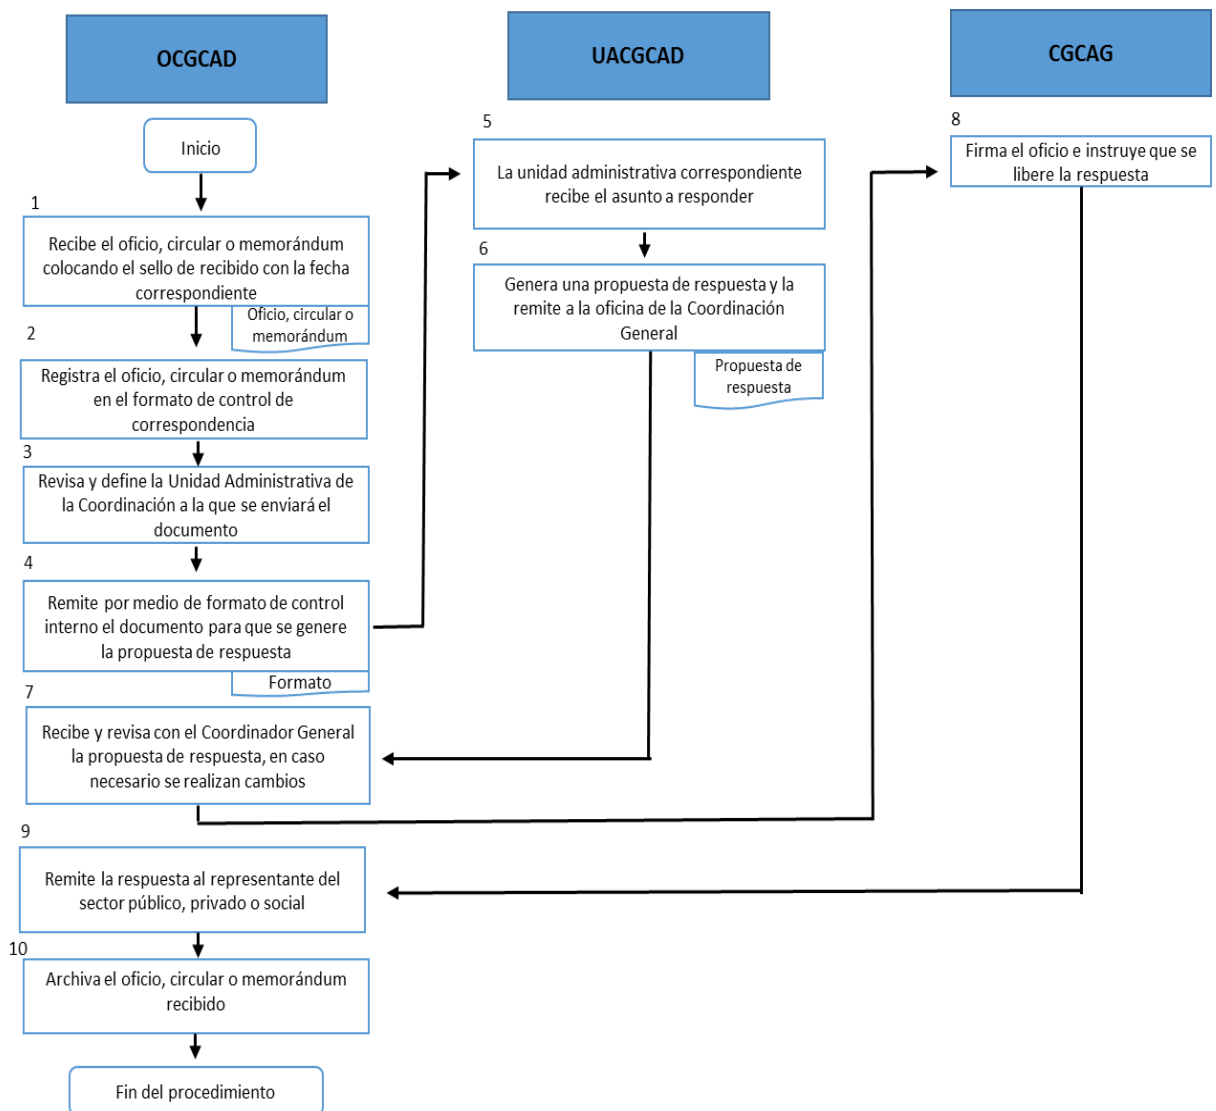 OCGCAD
UACGCAD
CGCAG
Inicio
1
Recibe el oficio, circular o memorándum
colocando el sello de recibido con la fecha
correspondiente
Oficio, circular o
memorándum
2
Registra el oficio, circular o memorándum
en el formato de control de
correspondencia
3
Revisa y define la Unidad Administrativa de
la Coordinación a la que se enviará el
documento
4
Remite por medio de formato de control
interno el documento para que se genere
la propuesta de respuesta
Formato
5
La unidad administrativa correspondiente
recibe el asunto a responder
6
Genera una propuesta de respuesta y la
remite a la oficina de la Coordinación
General
Propuesta de
respuesta
7
Recibe y revisa con el Coordinador General
la propuesta de respuesta, en caso
necesario se realizan cambios
8
Firma el oficio e instruye que se
libere la respuesta
9
Remite la respuesta al representante del
sector público, privado o social
10
Archiva el oficio, circular o memorándum
recibido
Fin del procedimiento